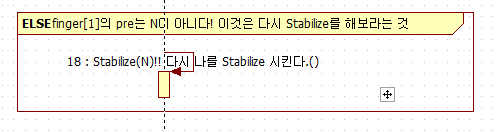 ELSEfinger[1]의 pre는 N이 아니다! 이것은 다시 Stabilize를 해보라는 것
18 : Stabilize(N)!! 다시 나를 Stabilize 시킨다.()